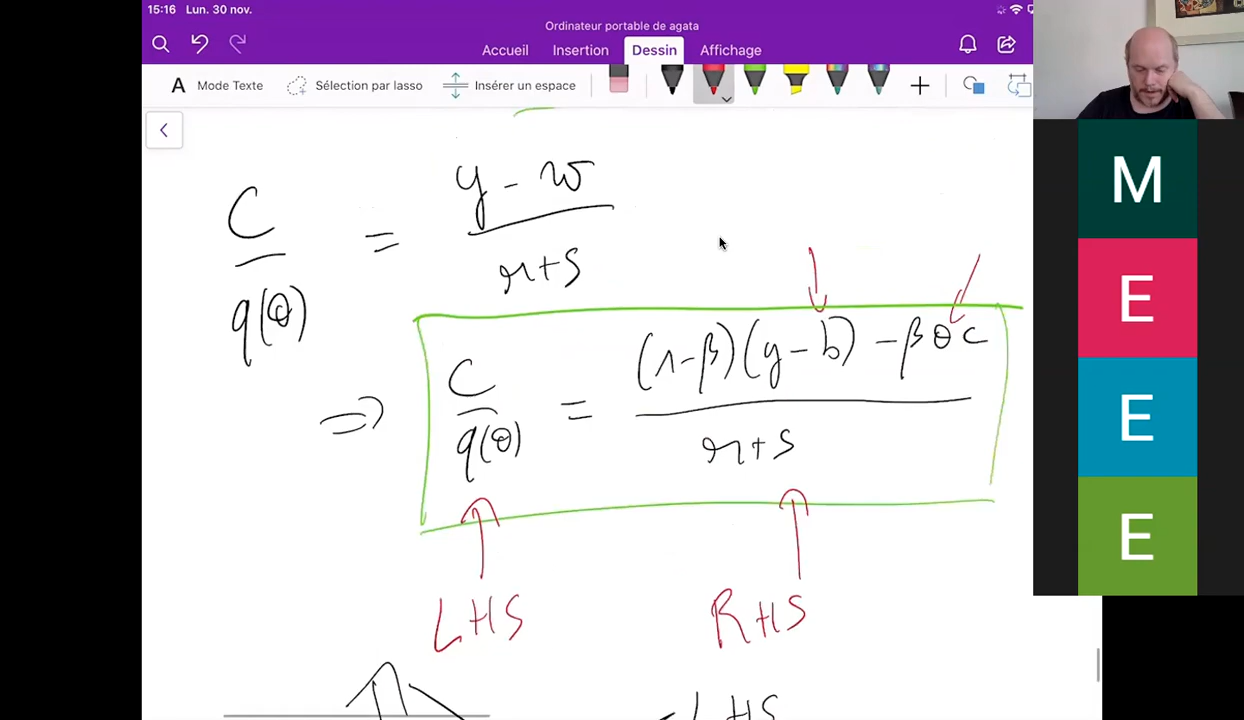 15:16 Lun. 30 nov.
Ordinateur portable de agata
Accueil Insertion Dessin Affichage
A Mode Texte Sélection par lasso Insérer un espace
C/q(θ) = (y - w)/(r+s)
=> C/q(θ) = ((1-β)(y-b) - βθc)/(r+s)
LHS RHS
LHS
M
E
E
E